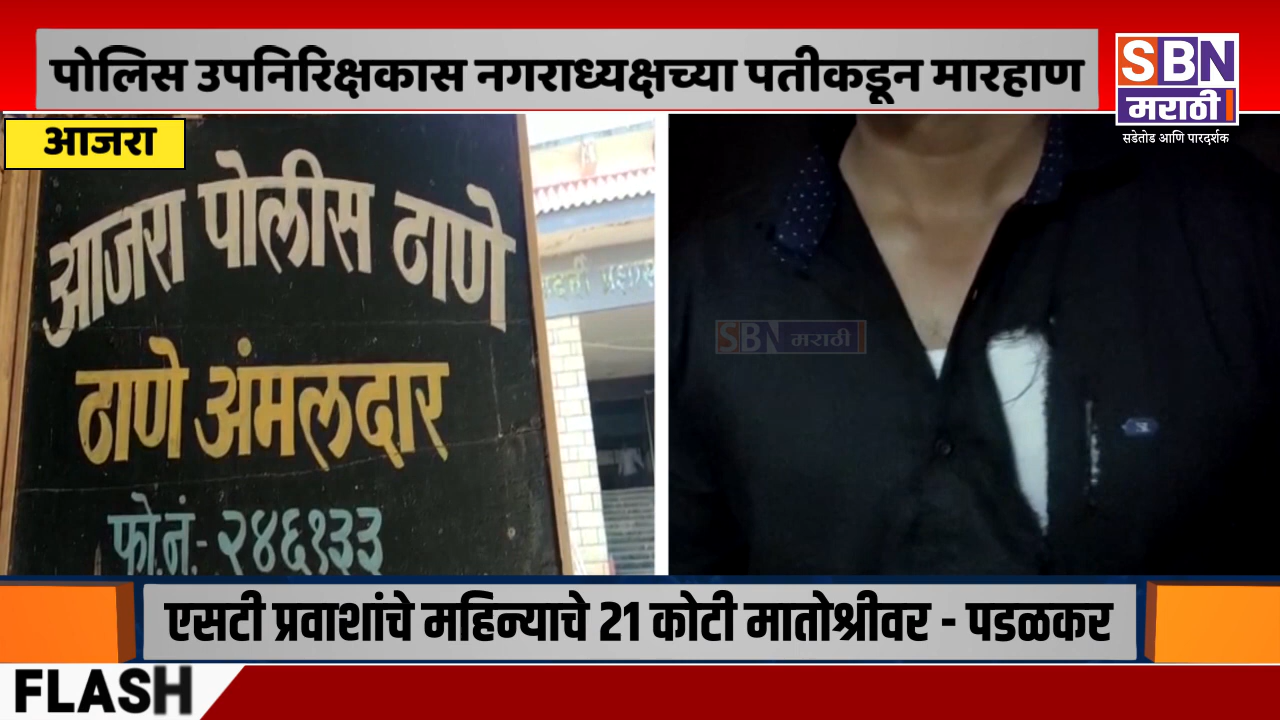 पोलिस उपनिरिक्षकास नगराध्यक्षच्या पतीकडून मारहाण
SBN
मराठी
सडेतोड आणि पारदर्शक
आजरा
आजरा पोलीस ठाणे
ठाणे अंमलदार
फो.नं.- २४६१३३
SBN मराठी
एसटी प्रवाशांचे महिन्याचे 21 कोटी मातोश्रीवर - पडळकर
FLASH